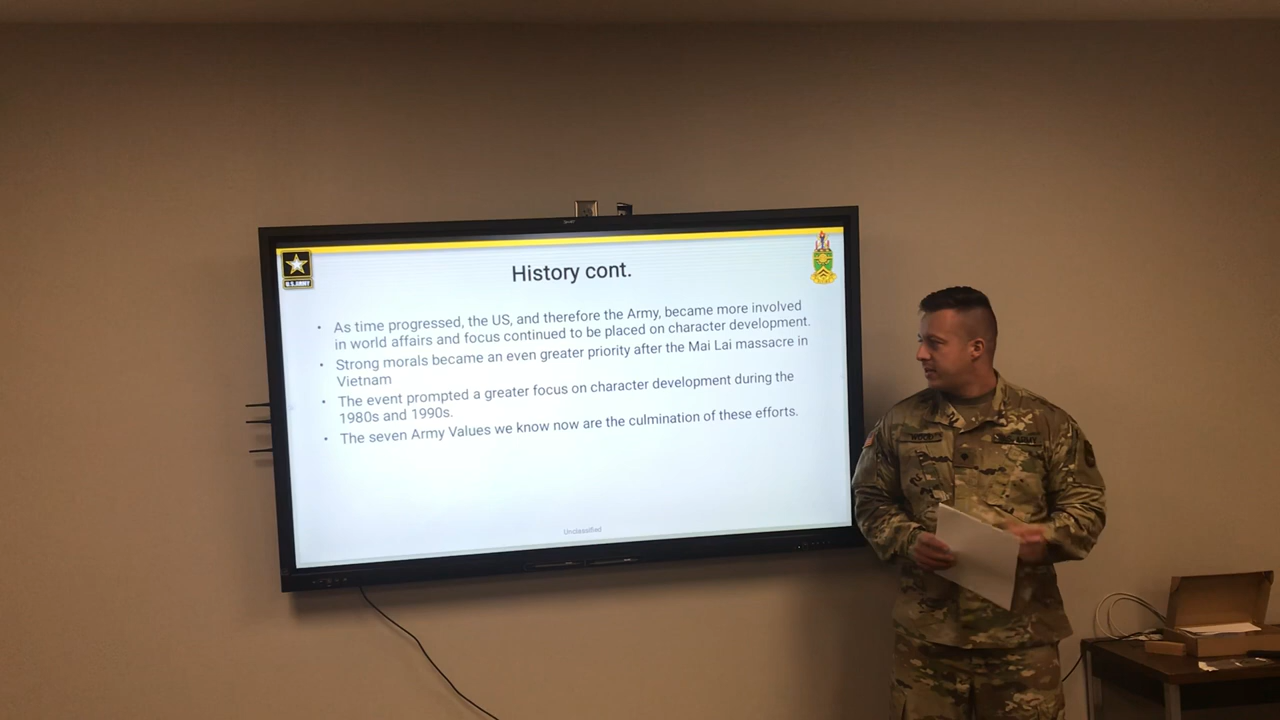 History cont.
U.S. ARMY
• As time progressed, the US, and therefore the Army, became more involved
in world affairs and focus continued to be placed on character development.
• Strong morals became an even greater priority after the Mai Lai massacre in
Vietnam
• The event prompted a greater focus on character development during the
1980s and 1990s.
• The seven Army Values we know now are the culmination of these efforts.
Unclassified
WOOD
U.S. ARMY